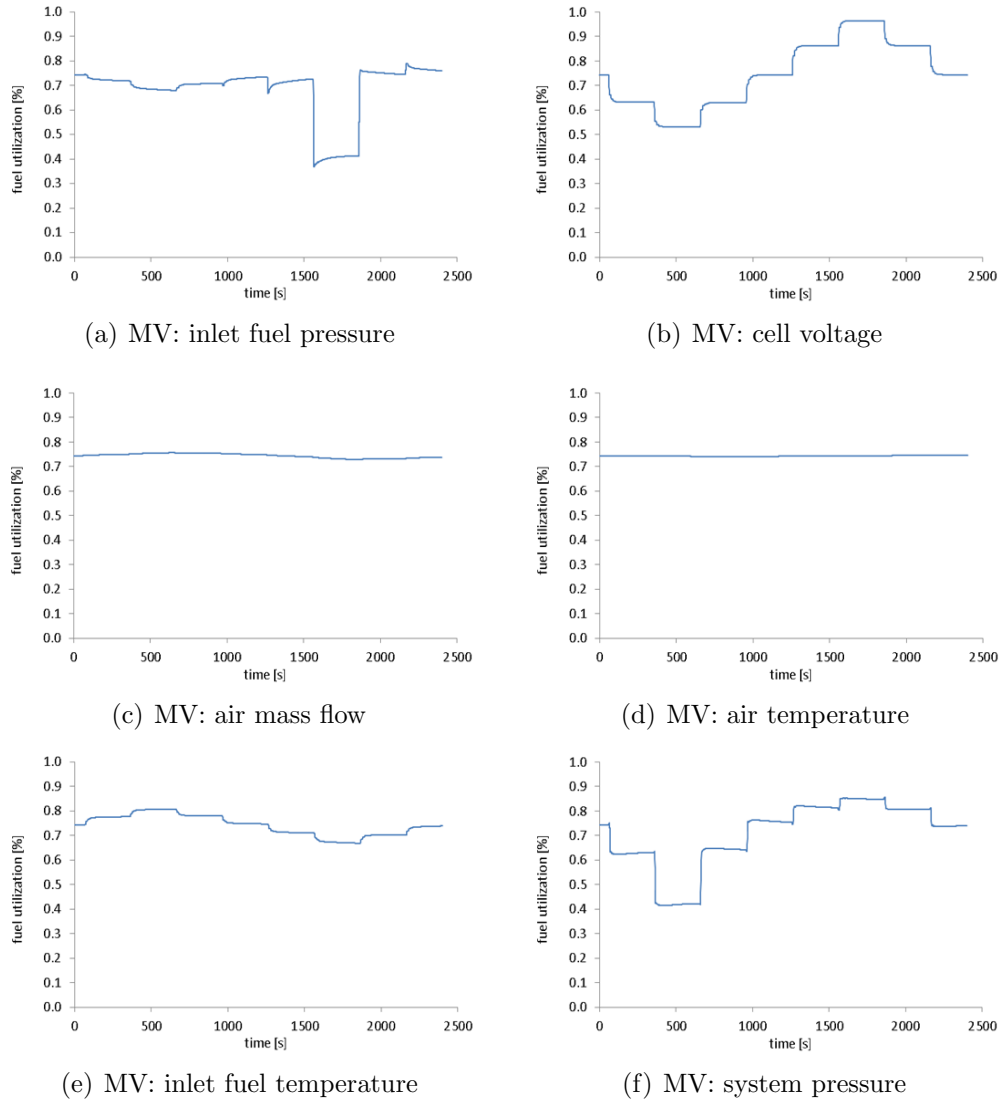 1.0
0.9
0.8
0.7
0.6
0.5
0.4
0.3
0.2
0.1
0.0
fuel utilization [%]
0 500 1000 1500 2000 2500
time [s]
(a) MV: inlet fuel pressure
1.0
0.9
0.8
0.7
0.6
0.5
0.4
0.3
0.2
0.1
0.0
fuel utilization [%]
0 500 1000 1500 2000 2500
time [s]
(b) MV: cell voltage
1.0
0.9
0.8
0.7
0.6
0.5
0.4
0.3
0.2
0.1
0.0
fuel utilization [%]
0 500 1000 1500 2000 2500
time [s]
(c) MV: air mass flow
1.0
0.9
0.8
0.7
0.6
0.5
0.4
0.3
0.2
0.1
0.0
fuel utilization [%]
0 500 1000 1500 2000 2500
time [s]
(d) MV: air temperature
1.0
0.9
0.8
0.7
0.6
0.5
0.4
0.3
0.2
0.1
0.0
fuel utilization [%]
0 500 1000 1500 2000 2500
time [s]
(e) MV: inlet fuel temperature
1.0
0.9
0.8
0.7
0.6
0.5
0.4
0.3
0.2
0.1
0.0
fuel utilization [%]
0 500 1000 1500 2000 2500
time [s]
(f) MV: system pressure